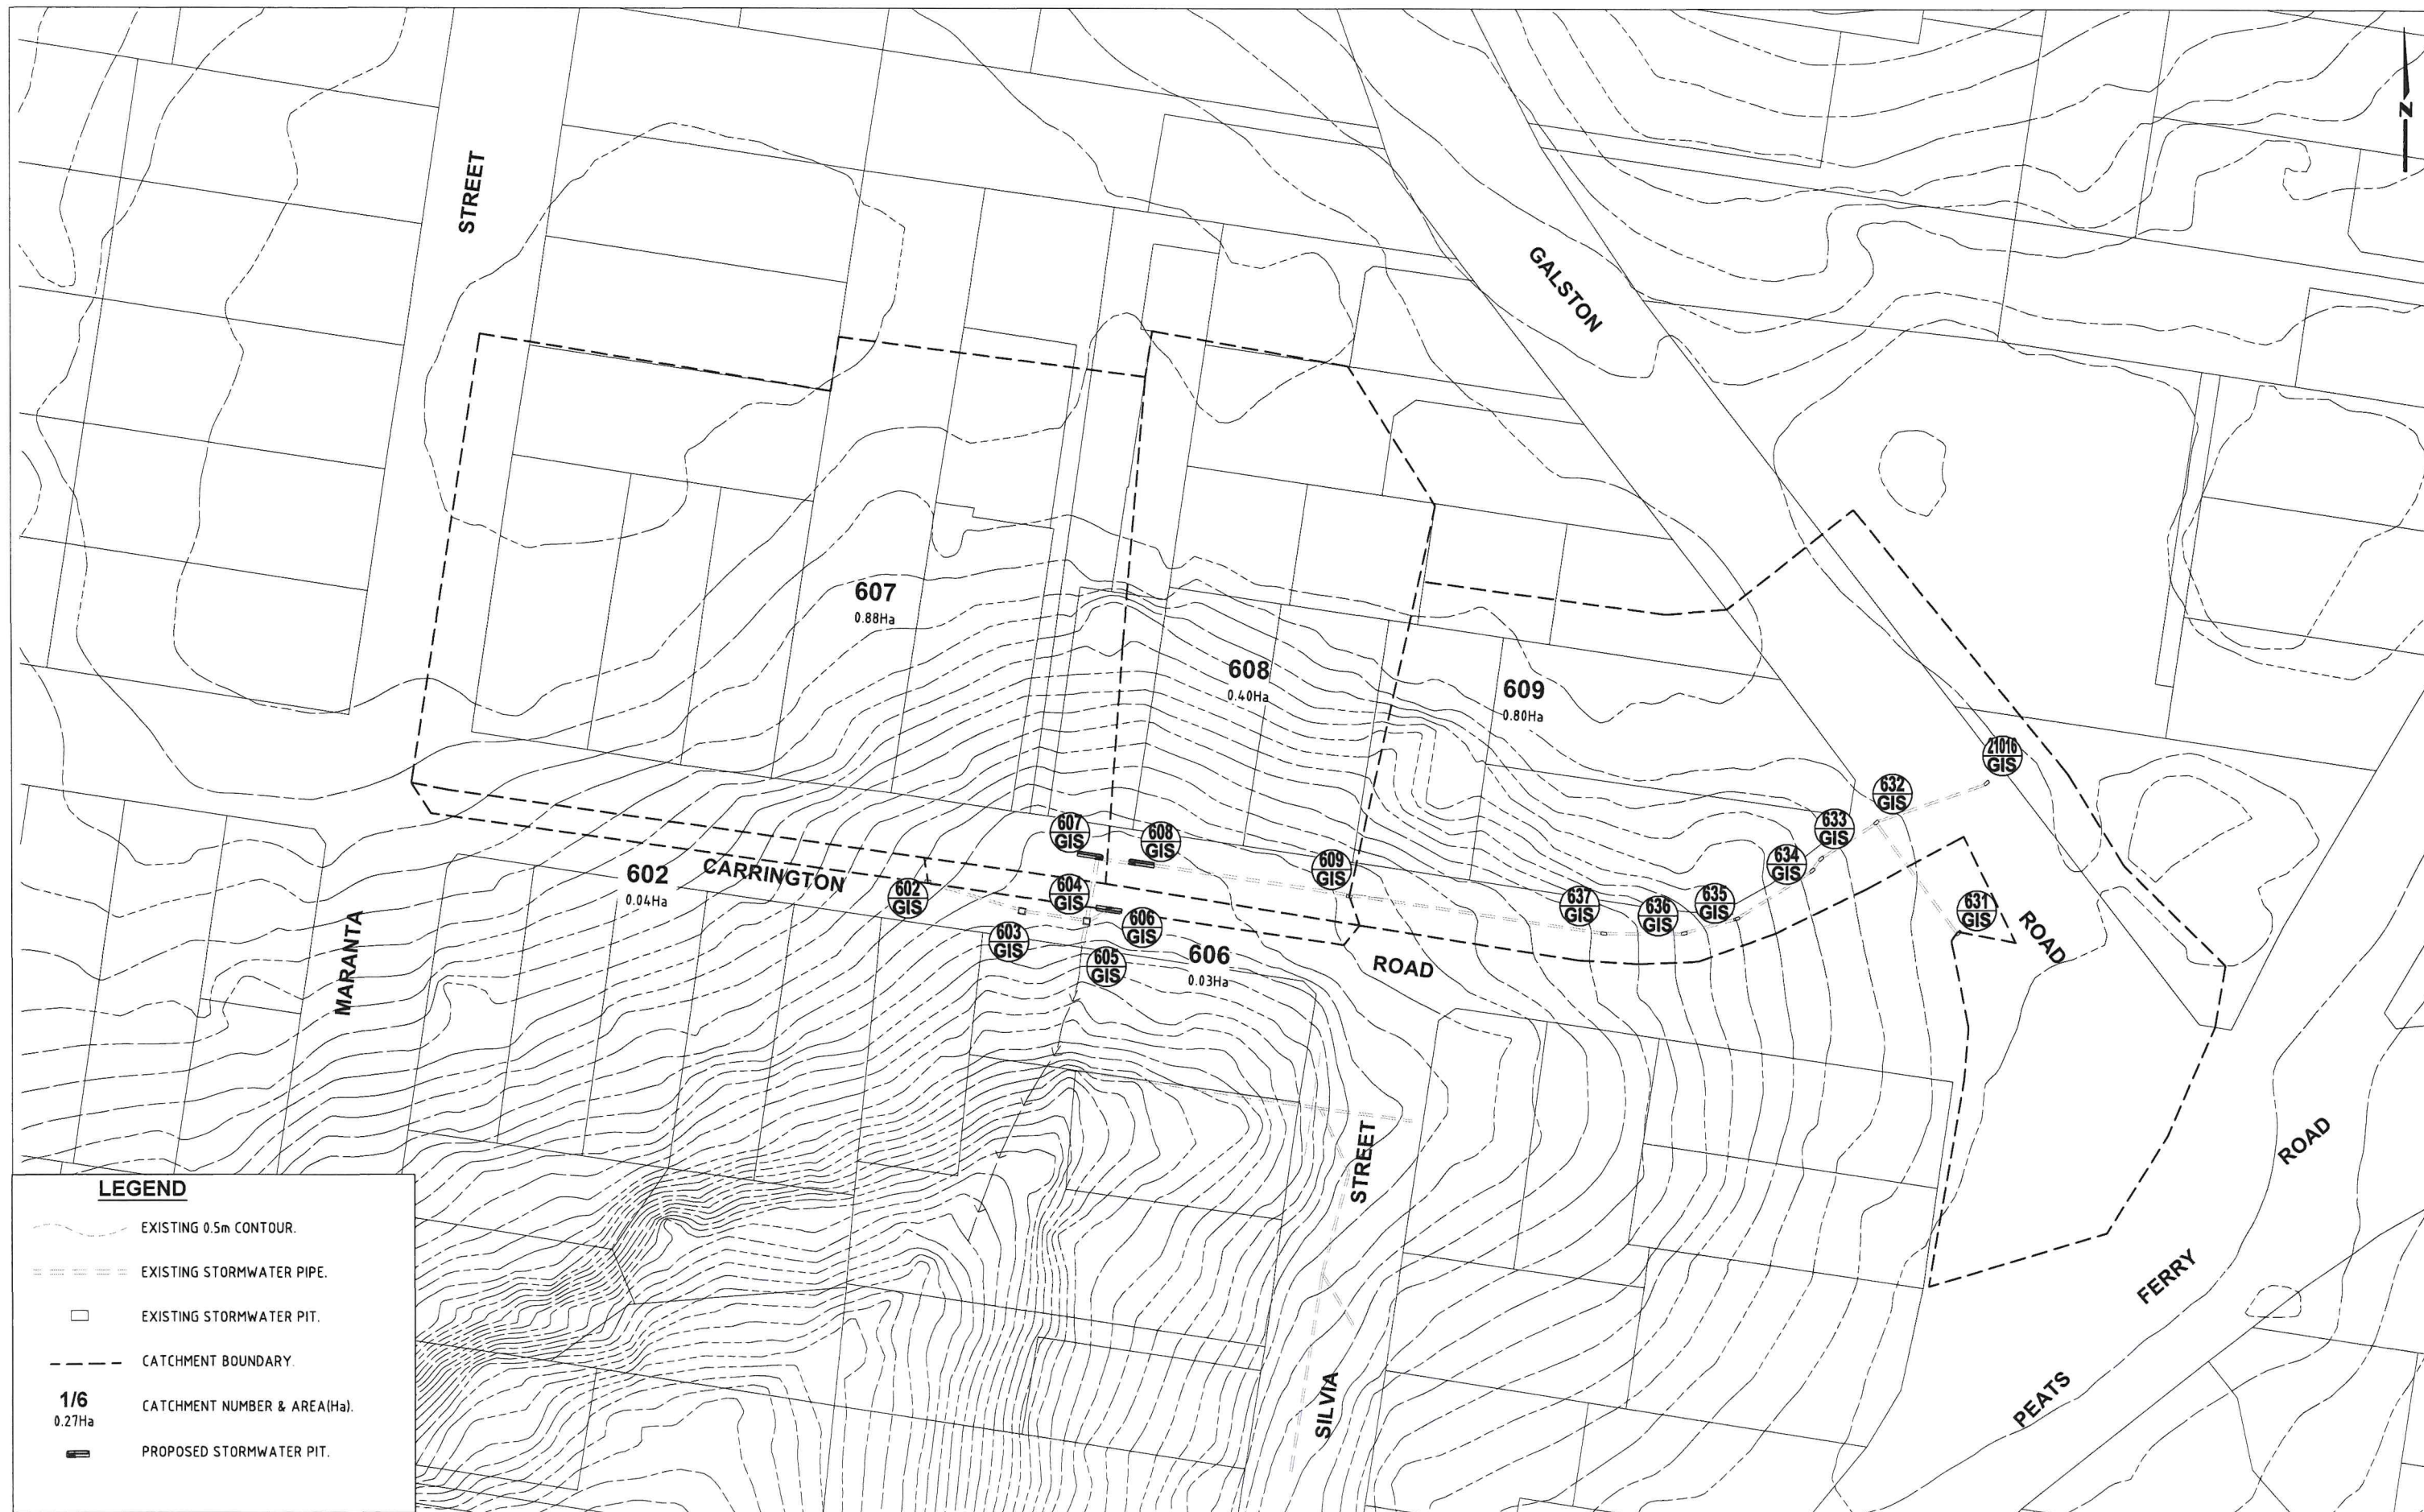 N
STREET
GALSTON
607
0.88Ha
608
0.40Ha
609
0.80Ha
21016
GIS
632
GIS
633
GIS
607
GIS
608
GIS
609
GIS
634
GIS
602
0.04Ha
CARRINGTON
602
GIS
604
GIS
637
GIS
636
GIS
635
GIS
631
GIS
ROAD
MARANTA
603
GIS
606
GIS
605
GIS
606
0.03Ha
ROAD
STREET
SILVIA
ROAD
FERRY
PEATS
LEGEND
EXISTING 0.5m CONTOUR.
EXISTING STORMWATER PIPE.
EXISTING STORMWATER PIT.
CATCHMENT BOUNDARY.
1/6
0.27Ha
CATCHMENT NUMBER & AREA(Ha).
PROPOSED STORMWATER PIT.